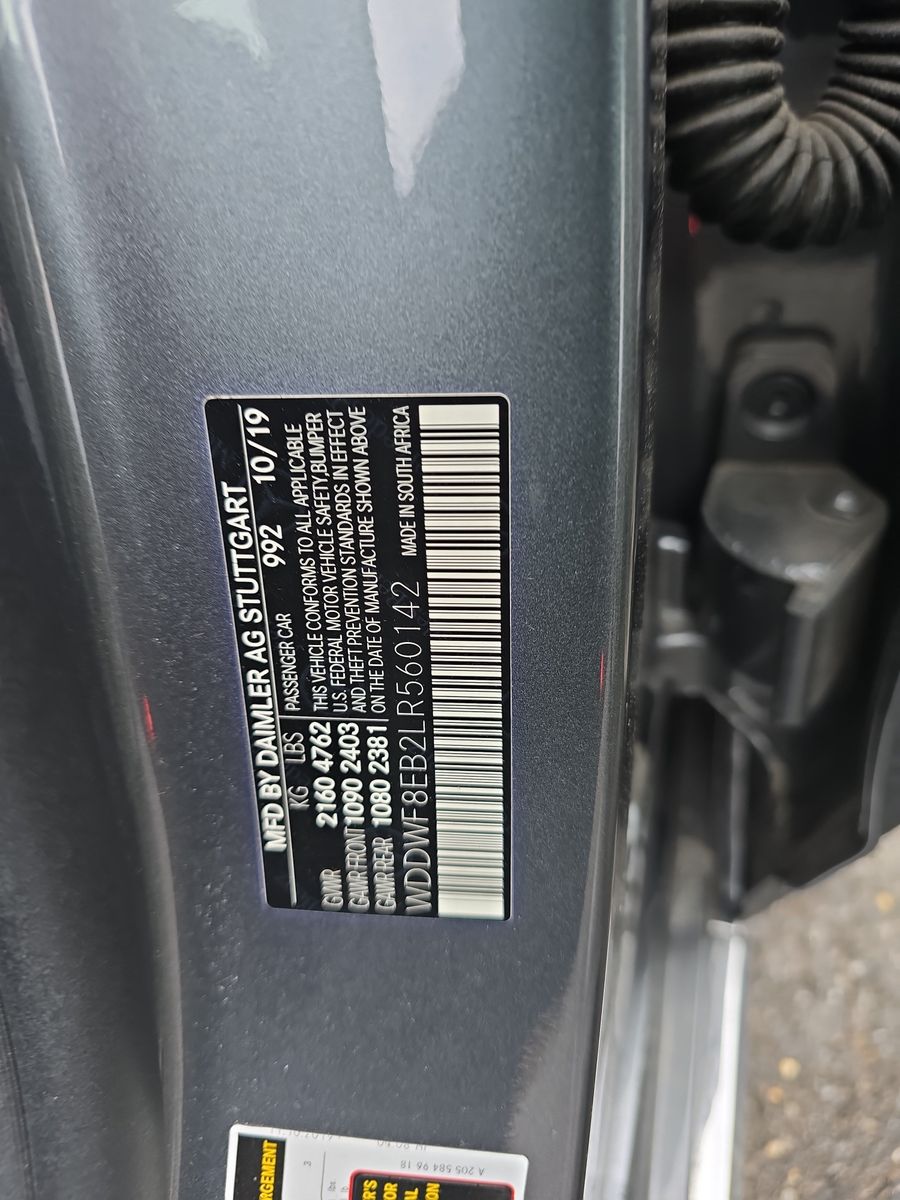 MFD BY DAIMLER AG STUTTGART
KG LBS PASSENGER CAR 992 10/19
GVWR 2160 4762 THIS VEHICLE CONFORMS TO ALL APPLICABLE
GAWR FRONT 1090 2403 U.S. FEDERAL MOTOR VEHICLE SAFETY,BUMPER
GAWR REAR 1080 2381 AND THEFT PREVENTION STANDARDS IN EFFECT
ON THE DATE OF MANUFACTURE SHOWN ABOVE
WDDWF8EB2LR560142 MADE IN SOUTH AFRICA
A 205 584 96 18